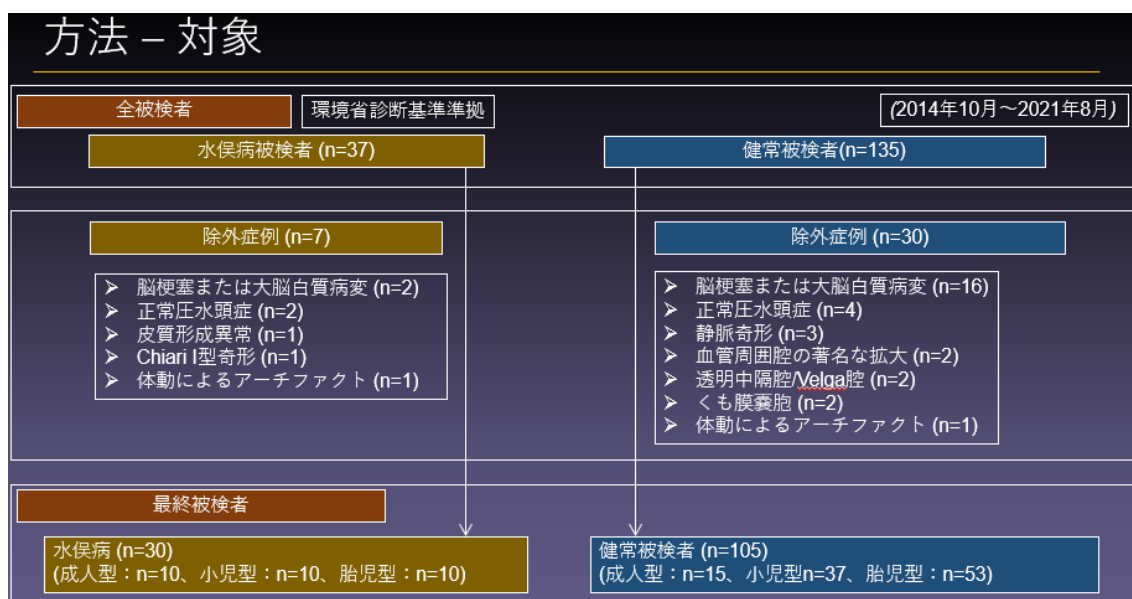 方法 – 対象
全被検者
環境省診断基準準拠
(2014年10月～2021年8月)
水俣病被検者 (n=37)
健常被検者(n=135)
除外症例 (n=7)
除外症例 (n=30)
➢ 脳梗塞または大脳白質病変 (n=2)
➢ 正常圧水頭症 (n=2)
➢ 皮質形成異常 (n=1)
➢ Chiari I型奇形 (n=1)
➢ 体動によるアーチファクト (n=1)
➢ 脳梗塞または大脳白質病変 (n=16)
➢ 正常圧水頭症 (n=4)
➢ 静脈奇形 (n=3)
➢ 血管周囲腔の著名な拡大 (n=2)
➢ 透明中隔腔/Velga腔 (n=2)
➢ くも膜嚢胞 (n=2)
➢ 体動によるアーチファクト (n=1)
最終被検者
水俣病 (n=30)
(成人型：n=10、小児型：n=10、胎児型：n=10)
健常被検者 (n=105)
(成人型：n=15、小児型n=37、胎児型：n=53)